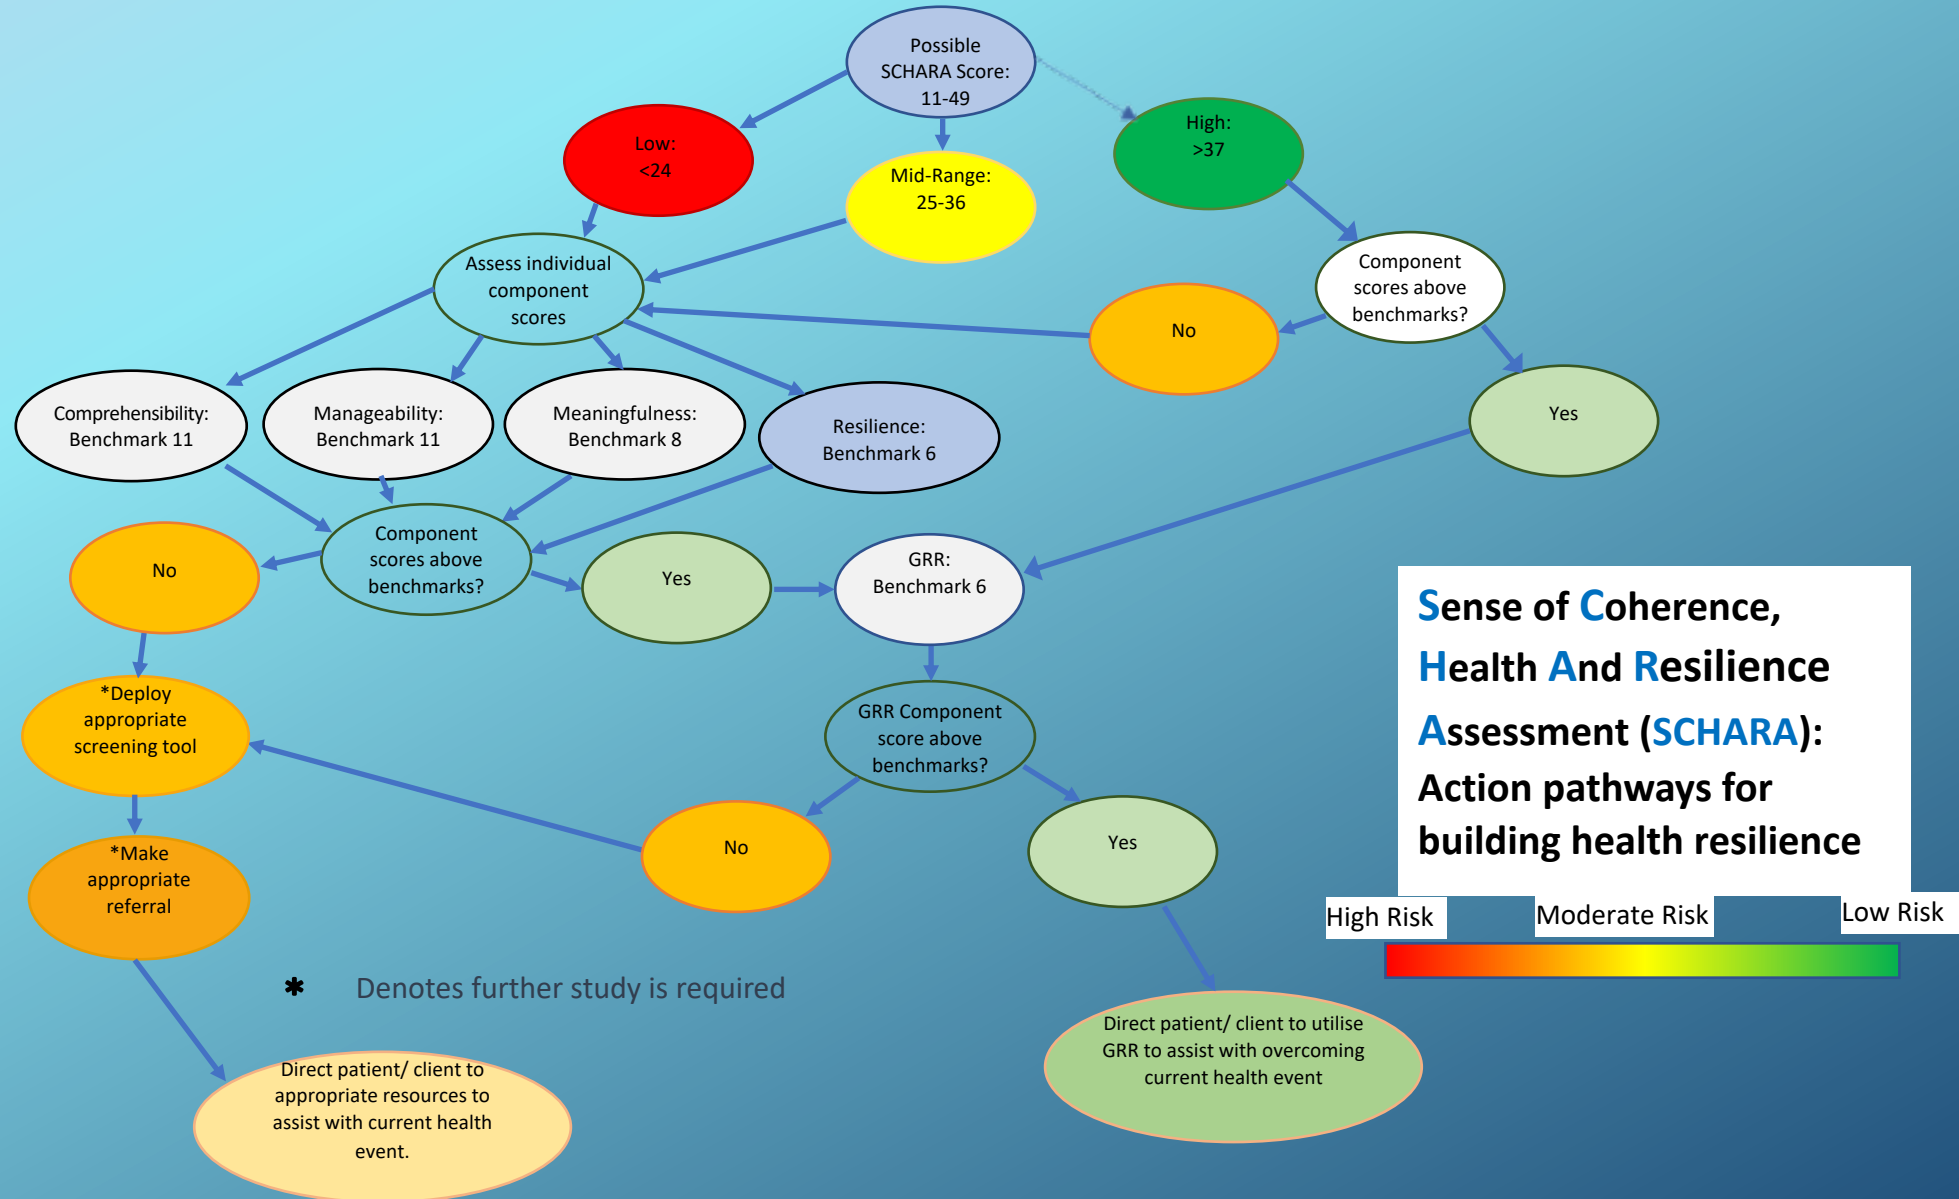 Possible
SCHARA Score:
11-49
Low:
<24
Mid-Range:
25-36
High:
>37
Assess individual
component
scores
Component
scores above
benchmarks?
No
Yes
Comprehensibility:
Benchmark 11
Manageability:
Benchmark 11
Meaningfulness:
Benchmark 8
Resilience:
Benchmark 6
Component
scores above
benchmarks?
No
Yes
GRR:
Benchmark 6
*Deploy
appropriate
screening tool
GRR Component
score above
benchmarks?
No
Yes
*Make
appropriate
referral
Sense of Coherence,
Health And Resilience
Assessment (SCHARA):
Action pathways for
building health resilience
High Risk
Moderate Risk
Low Risk
* Denotes further study is required
Direct patient/ client to
appropriate resources to
assist with current health
event.
Direct patient/ client to utilise
GRR to assist with overcoming
current health event